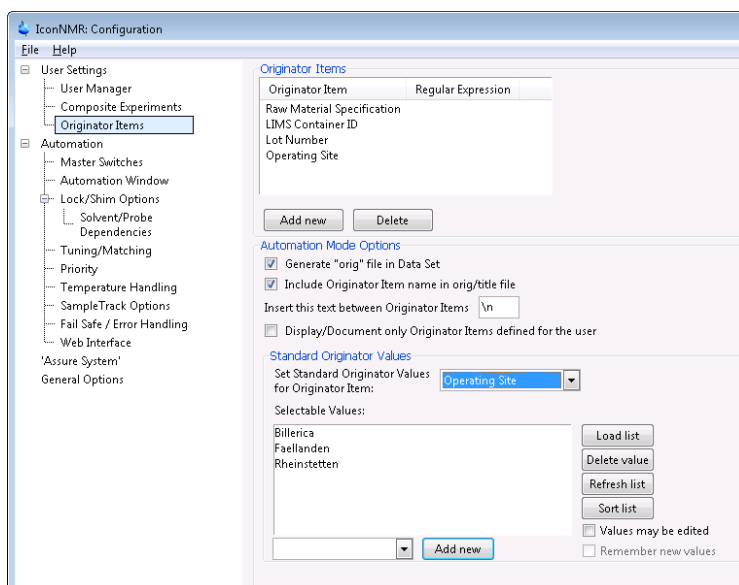 IconNMR: Configuration
File Help
User Settings
User Manager
Composite Experiments
Originator Items
Automation
Master Switches
Automation Window
Lock/Shim Options
Solvent/Probe
Dependencies
Tuning/Matching
Priority
Temperature Handling
SampleTrack Options
Fail Safe / Error Handling
Web Interface
'Assure System'
General Options
Originator Items
Originator Item Regular Expression
Raw Material Specification
LIMS Container ID
Lot Number
Operating Site
Add new Delete
Automation Mode Options
Generate "orig" file in Data Set
Include Originator Item name in orig/title file
Insert this text between Originator Items \n
Display/Document only Originator Items defined for the user
Standard Originator Values
Set Standard Originator Values
for Originator Item:
Operating Site
Selectable Values:
Billerica
Faellanden
Rheinstetten
Load list
Delete value
Refresh list
Sort list
Values may be edited
Add new
Remember new values